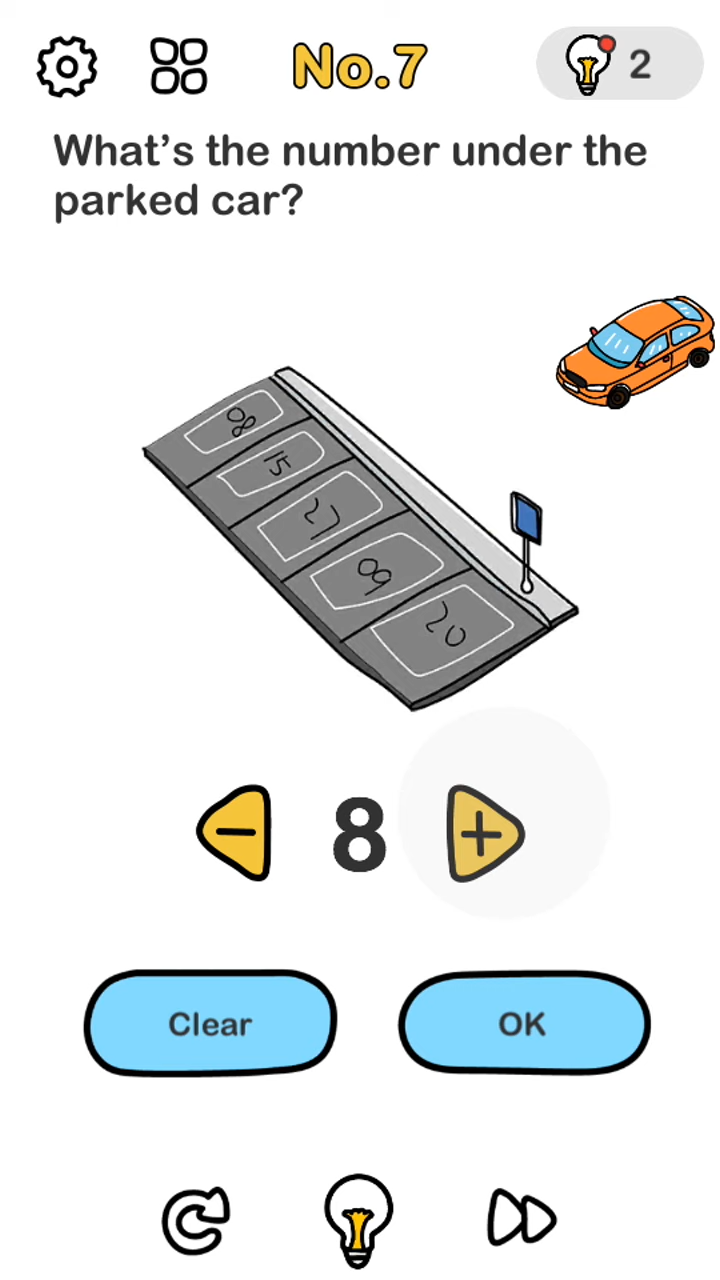 No.7
2
What's the number under the
parked car?
08
15
27
09
20
− 8 +
Clear
OK